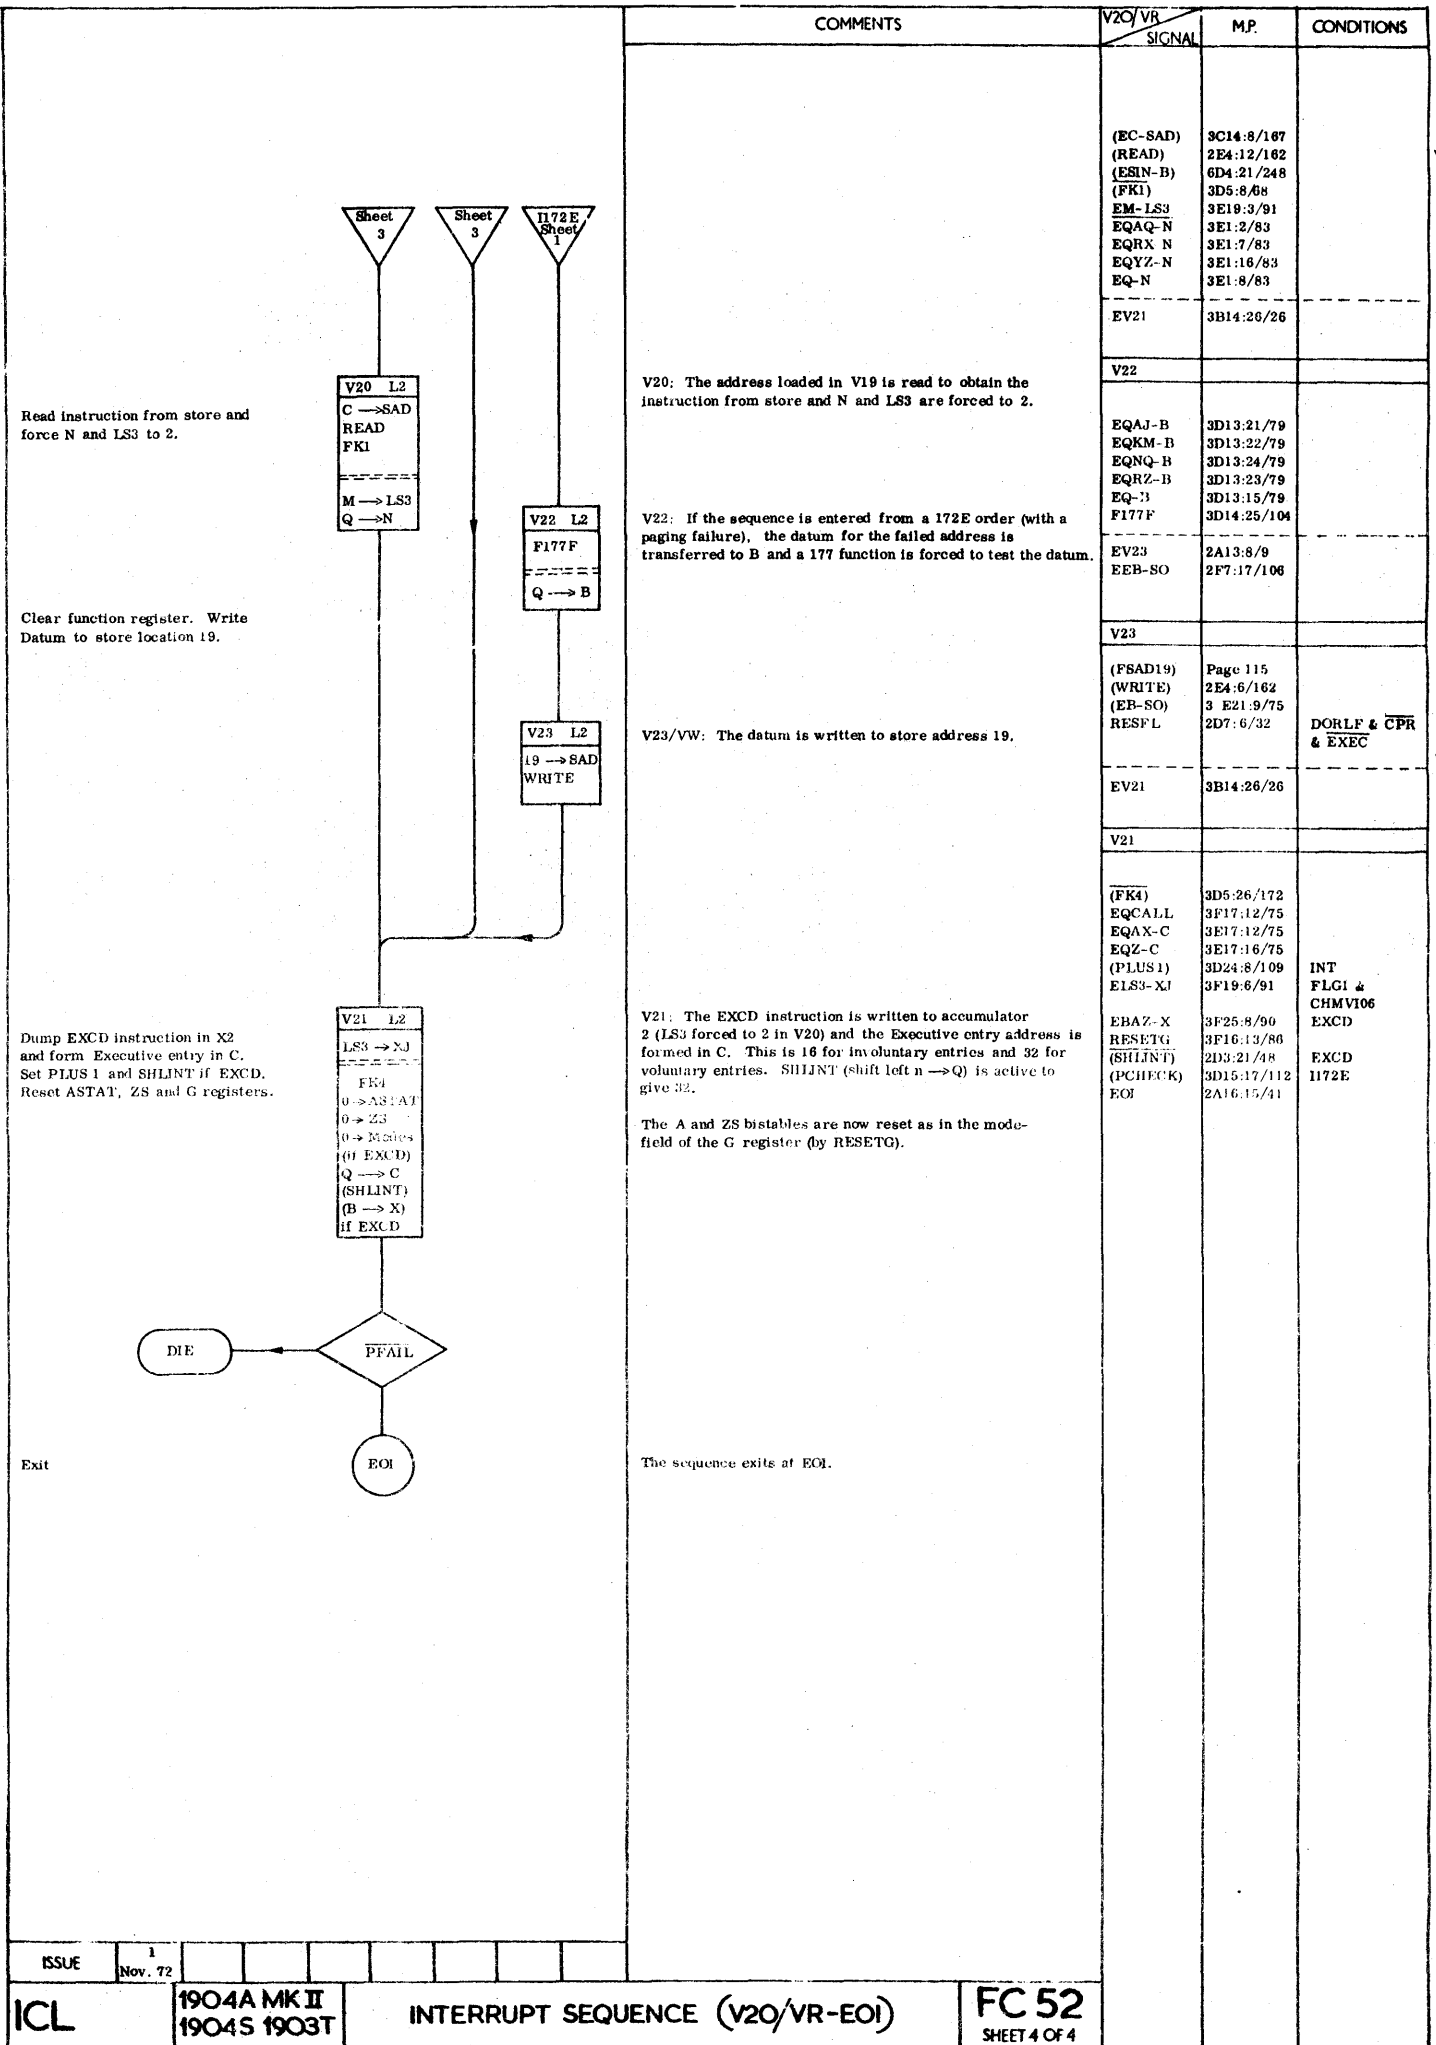 COMMENTS
V20/VR SIGNAL
M.P.
CONDITIONS
(EC-SAD) 3C14:8/167
(READ) 2E4:12/162
(ESIN-B) 6D4:21/248
(FK1) 3D5:8/68
EM-LS3 3E19:3/91
EQAQ-N 3E1:2/83
EQRX N 3E1:7/83
EQYZ-N 3E1:16/83
EQ-N 3E1:8/83
EV21 3B14:26/26
V22
EQAJ-B 3D13:21/79
EQKM-B 3D13:22/79
EQNQ-B 3D13:24/79
EQRZ-B 3D13:23/79
EQ-B 3D13:15/79
F177F 3D14:25/104
EV23 2A13:8/9
EEB-SO 2F7:17/106
V23
(FSAD19) Page 115
(WRITE) 2E4:6/162
(EB-SO) 3 E21:9/75
RESFL 2D7:6/32 DORLF & CPR
& EXEC
EV21 3B14:26/26
V21
(FK4) 3D5:26/172
EQCALL 3F17:12/75
EQAX-C 3E17:12/75
EQZ-C 3E17:16/75
(PLUS1) 3D24:8/109 INT
ELS3-XJ 3F19:6/91 FLG1 &
CHMV106
EBAZ-X 3F25:8/90 EXCD
RESETG 3F16:13/86
(SHLINT) 2D3:21/48 EXCD
(PCHECK) 3D15:17/112 I172E
EOI 2A16:15/41
Sheet
3
Sheet
3
I172E
Sheet
1
Read instruction from store and
force N and LS3 to 2.
V20 L2
C → SAD
READ
FK1
M → LS3
Q → N
V20: The address loaded in V19 is read to obtain the
instruction from store and N and LS3 are forced to 2.
V22 L2
F177F
Q → B
V22: If the sequence is entered from a 172E order (with a
paging failure), the datum for the failed address is
transferred to B and a 177 function is forced to test the datum.
Clear function register. Write
Datum to store location 19.
V23 L2
19 → SAD
WRITE
V23/VW: The datum is written to store address 19.
Dump EXCD instruction in X2
and form Executive entry in C.
Set PLUS 1 and SHLINT if EXCD.
Reset ASTAT, ZS and G registers.
V21 L2
LS3 → XJ
FK4
0 → ASTAT
0 → ZS
0 → Modes
(if EXCD)
Q → C
(SHLINT)
(B → X)
if EXCD
V21: The EXCD instruction is written to accumulator
2 (LS3 forced to 2 in V20) and the Executive entry address is
formed in C. This is 16 for involuntary entries and 32 for
voluntary entries. SHLINT (shift left n → Q) is active to
give 32.
The A and ZS bistables are now reset as in the mode-
field of the G register (by RESETG).
DIE
PFAIL
Exit
EOI
The sequence exits at EOI.
ISSUE
1
Nov. 72
ICL
1904A MK II
1904S 1903T
INTERRUPT SEQUENCE (V20/VR-EOI)
FC 52
SHEET 4 OF 4